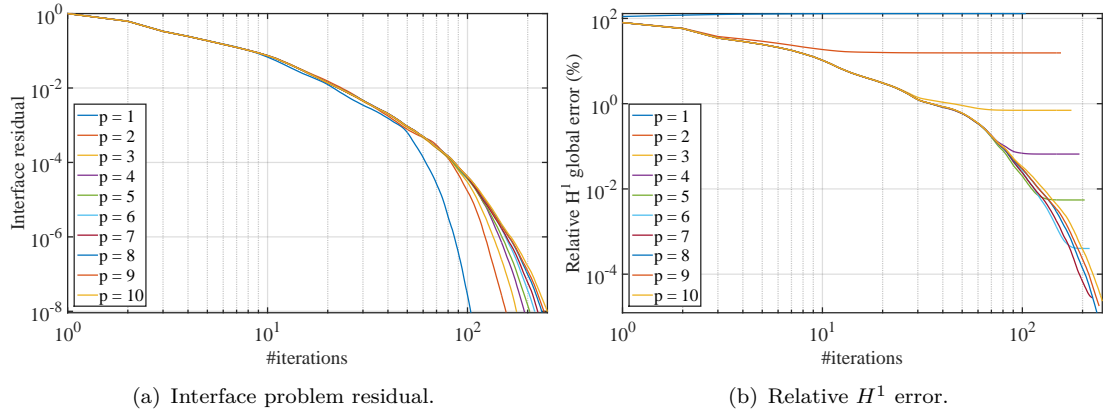 10^0
10^-2
10^-4
10^-6
10^-8
Interface residual
p = 1
p = 2
p = 3
p = 4
p = 5
p = 6
p = 7
p = 8
p = 9
p = 10
10^0 10^1 10^2
#iterations
(a) Interface problem residual.
10^2
10^0
10^-2
10^-4
Relative H^1 global error (%)
p = 1
p = 2
p = 3
p = 4
p = 5
p = 6
p = 7
p = 8
p = 9
p = 10
10^0 10^1 10^2
#iterations
(b) Relative H^1 error.